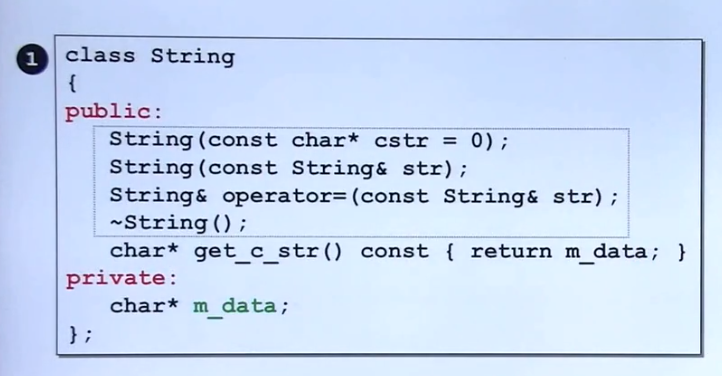 1
class String
{
public:
String(const char* cstr = 0);
String(const String& str);
String& operator=(const String& str);
~String();
char* get_c_str() const { return m_data; }
private:
char* m_data;
};